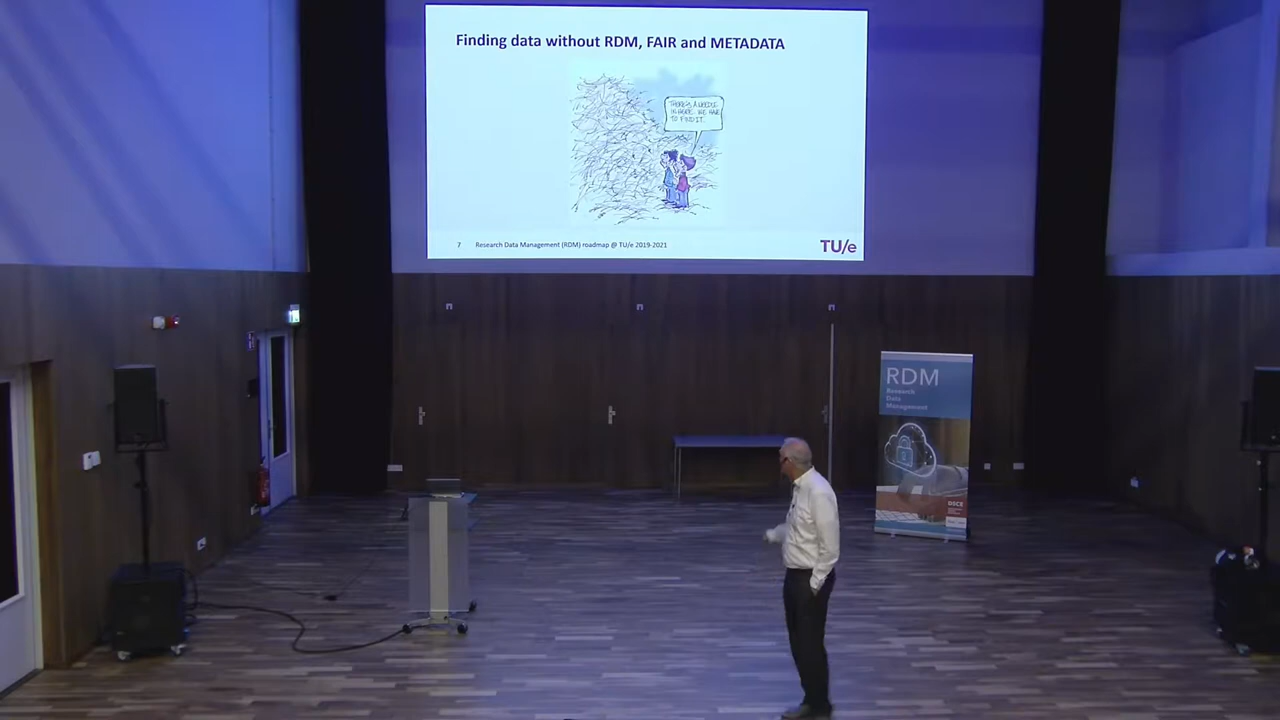 Finding data without RDM, FAIR and METADATA
THERE'S A NEEDLE
IN HERE. WE HAVE
TO FIND IT.
7 Research Data Management (RDM) roadmap @ TU/e 2019-2021
TU/e
RDM
Research
Data
Management
DSCE